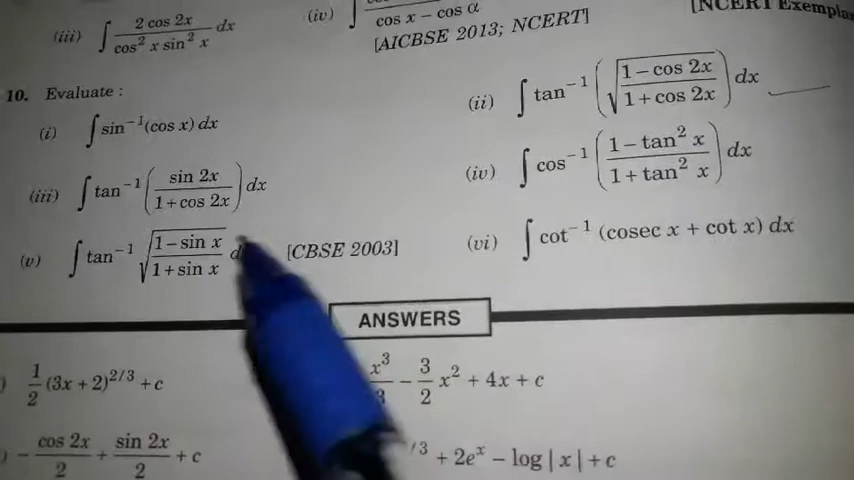 (iii) ∫ 2 cos 2x / cos² x sin² x dx
(iv) ∫ / cos x − cos α
[AICBSE 2013; NCERT]
[NCERT Exemplar
10. Evaluate :
(i) ∫ sin⁻¹(cos x) dx
(ii) ∫ tan⁻¹ (√(1 − cos 2x / 1 + cos 2x)) dx
(iii) ∫ tan⁻¹ (sin 2x / 1 + cos 2x) dx
(iv) ∫ cos⁻¹ (1 − tan² x / 1 + tan² x) dx
(v) ∫ tan⁻¹ √(1 − sin x / 1 + sin x) d [CBSE 2003]
(vi) ∫ cot⁻¹ (cosec x + cot x) dx
ANSWERS
) 1/2 (3x + 2)^2/3 + c
x³/3 − 3/2 x² + 4x + c
) − cos 2x / 2 + sin 2x / 2 + c
/3 + 2eˣ − log | x | + c